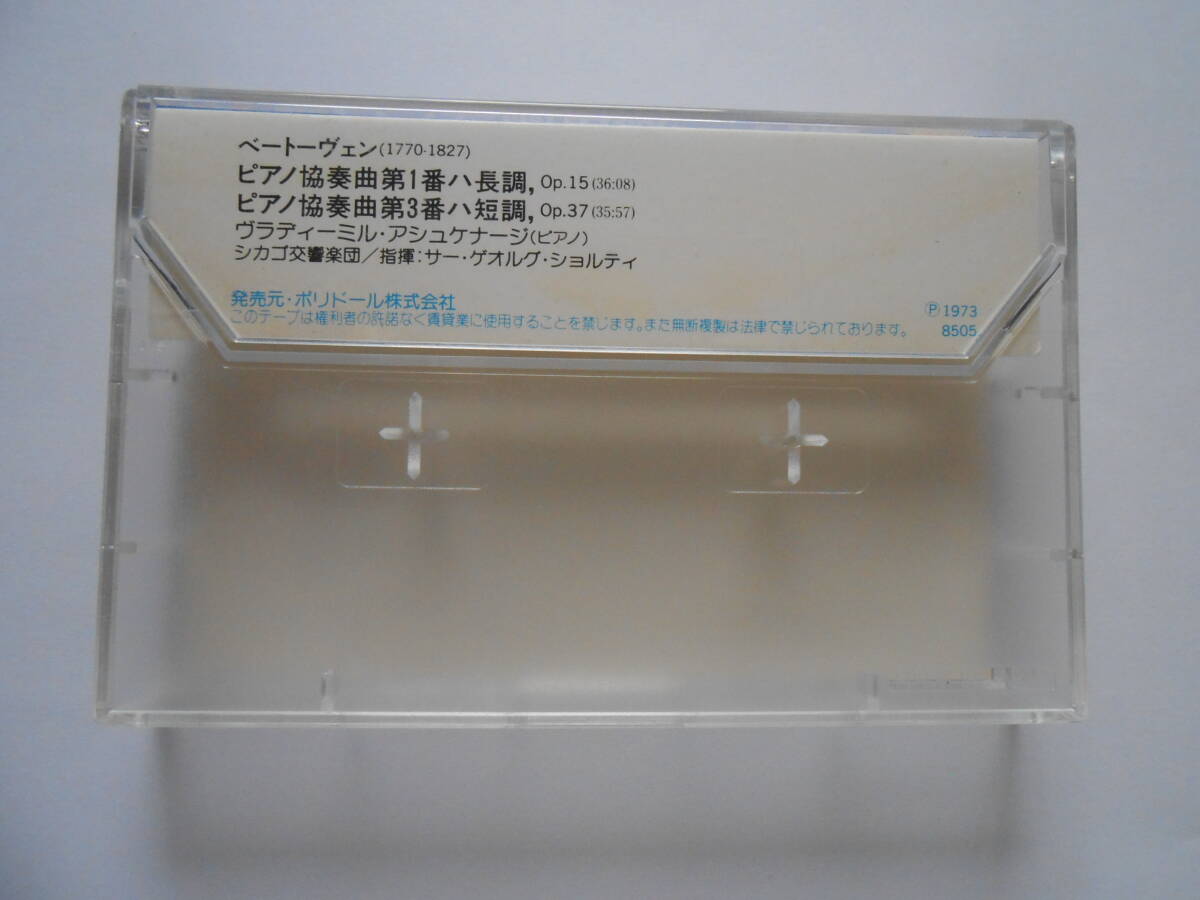 ベートーヴェン(1770-1827)
ピアノ協奏曲第1番ハ長調, Op.15(36:08)
ピアノ協奏曲第3番ハ短調, Op.37(35:57)
ヴラディーミル・アシュケナージ(ピアノ)
シカゴ交響楽団/指揮:サー・ゲオルグ・ショルティ
発売元・ポリドール株式会社
このテープは権利者の許諾なく賃貸業に使用することを禁じます。また無断複製は法律で禁じられております。
Ⓟ1973
8505